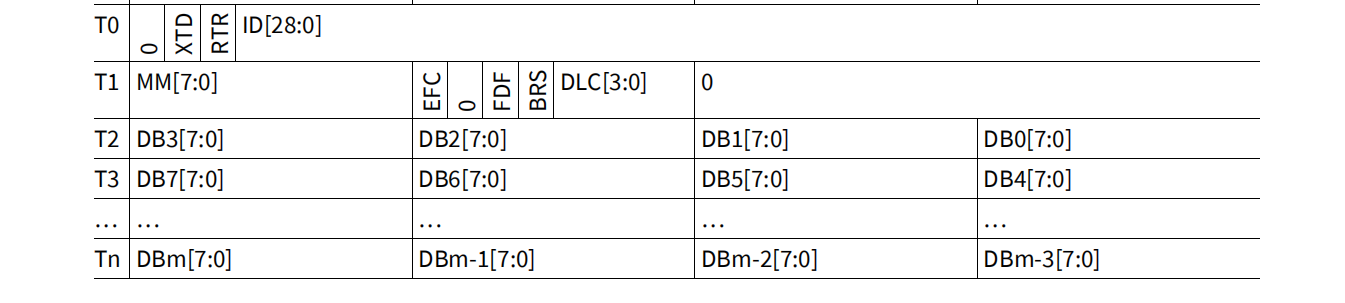 T0 0 XTD RTR ID[28:0]
T1 MM[7:0] EFC 0 FDF BRS DLC[3:0] 0
T2 DB3[7:0] DB2[7:0] DB1[7:0] DB0[7:0]
T3 DB7[7:0] DB6[7:0] DB5[7:0] DB4[7:0]
... ... ... ... ...
Tn DBm[7:0] DBm-1[7:0] DBm-2[7:0] DBm-3[7:0]